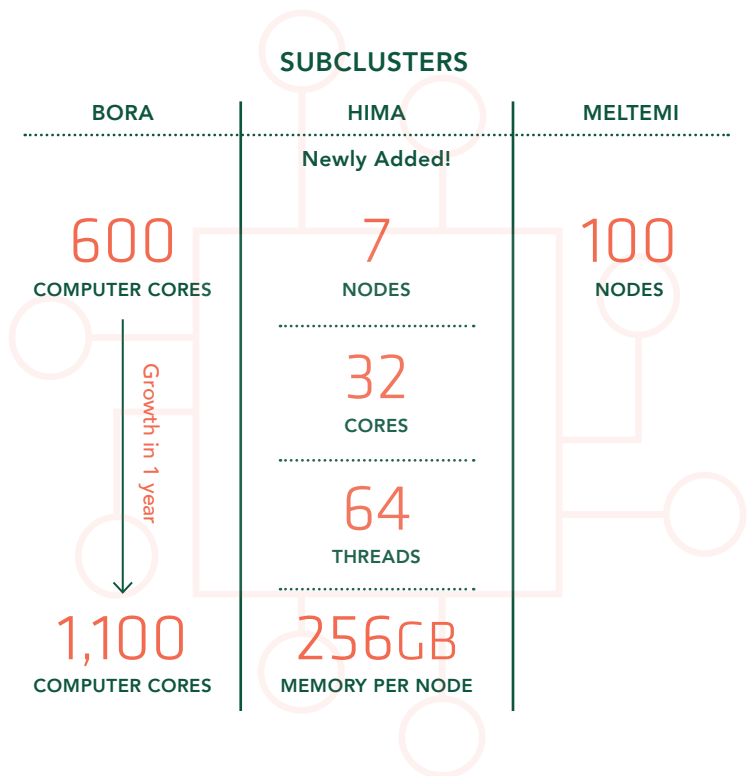 SUBCLUSTERS
BORA
600
COMPUTER CORES
Growth in 1 year
1,100
COMPUTER CORES
HIMA
Newly Added!
7
NODES
32
CORES
64
THREADS
256GB
MEMORY PER NODE
MELTEMI
100
NODES